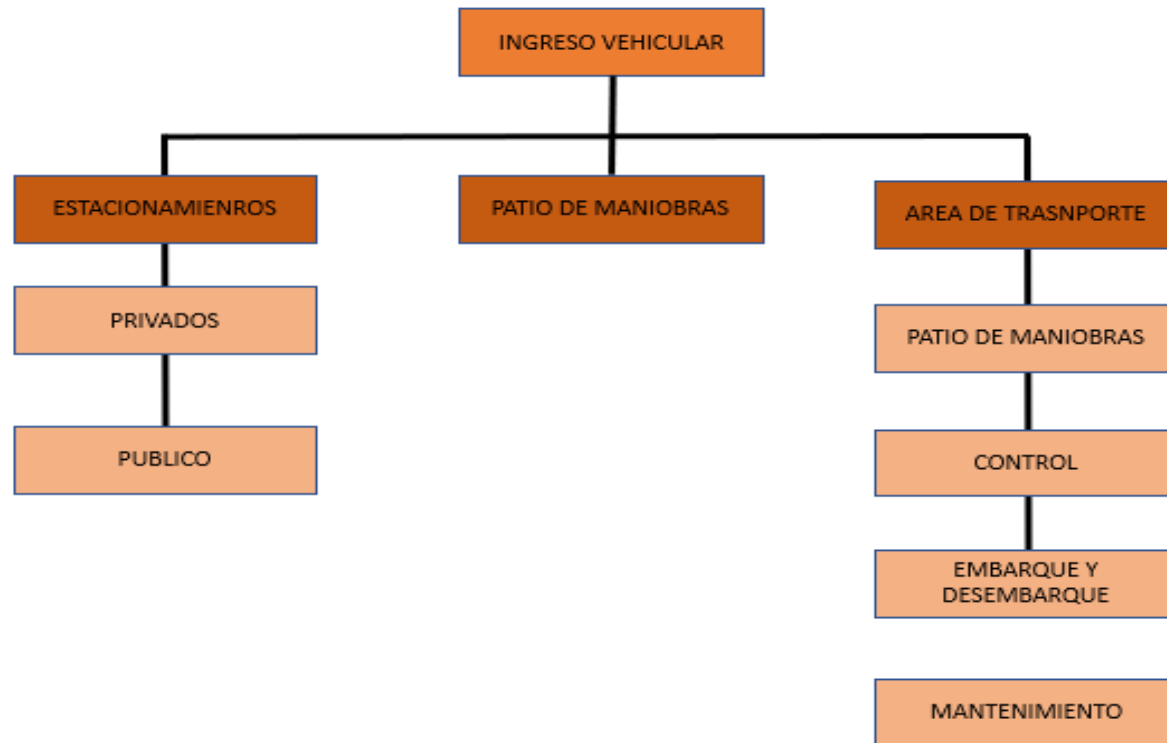 INGRESO VEHICULAR
ESTACIONAMIENROS
PATIO DE MANIOBRAS
AREA DE TRASNPORTE
PRIVADOS
PATIO DE MANIOBRAS
PUBLICO
CONTROL
EMBARQUE Y
DESEMBARQUE
MANTENIMIENTO